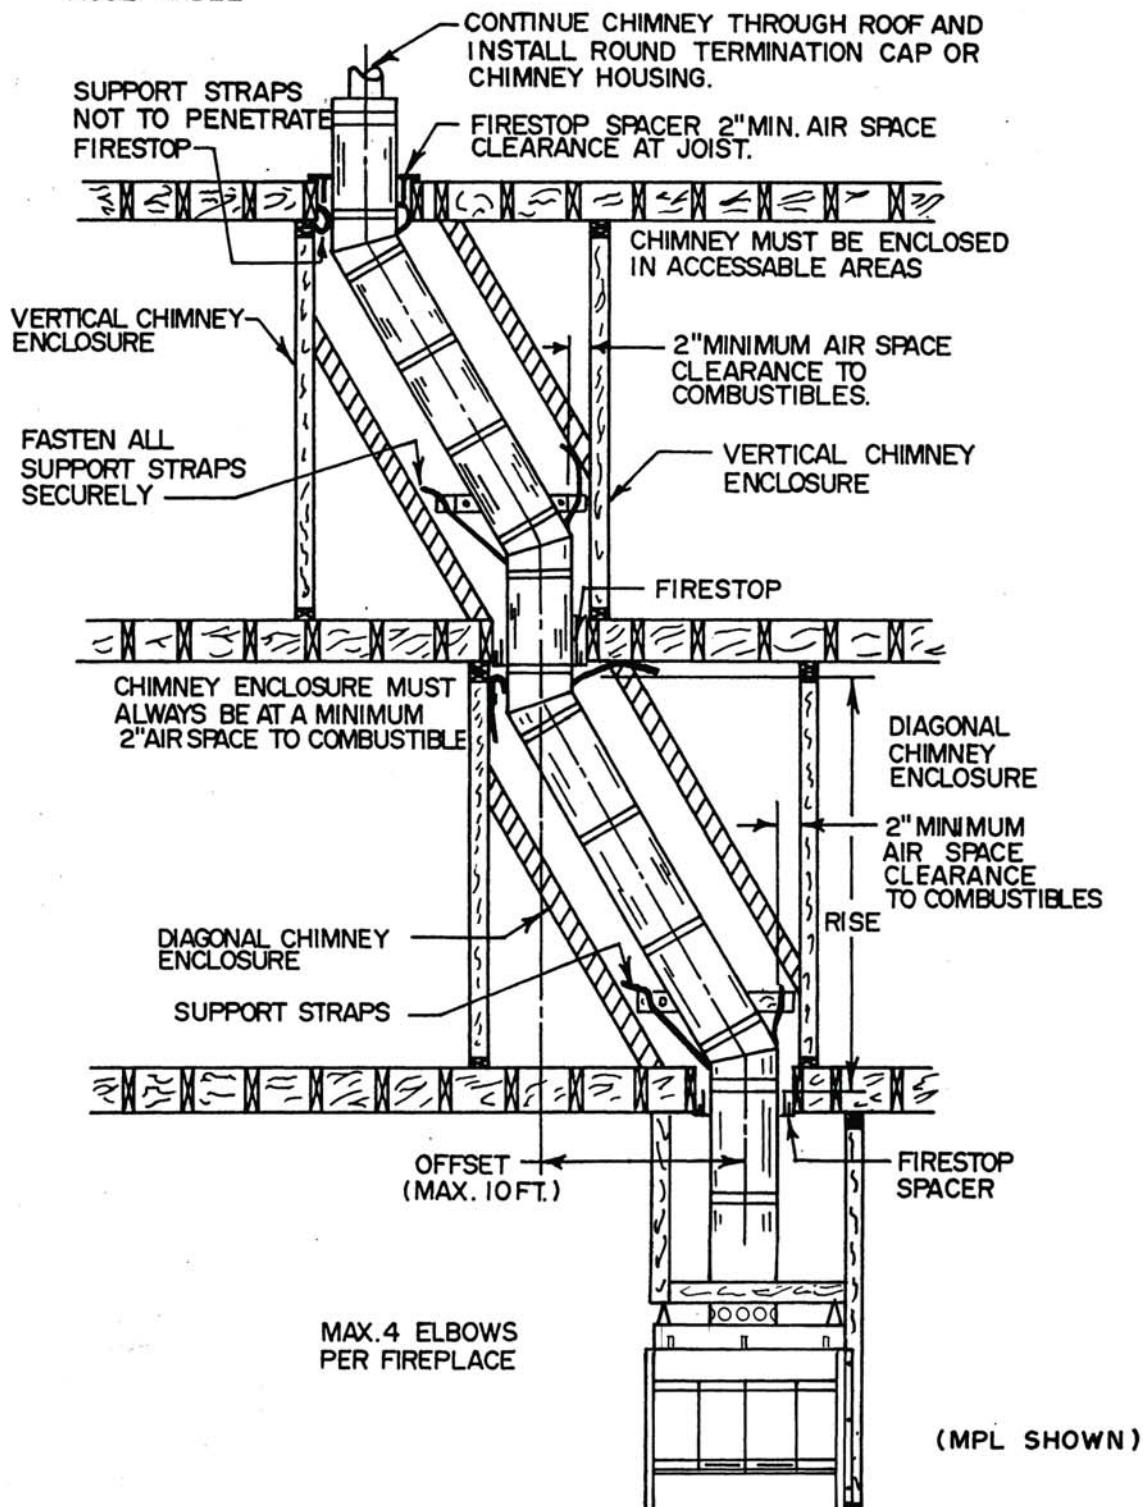 CONTINUE CHIMNEY THROUGH ROOF AND
INSTALL ROUND TERMINATION CAP OR
CHIMNEY HOUSING.
SUPPORT STRAPS
NOT TO PENETRATE
FIRESTOP
FIRESTOP SPACER 2" MIN. AIR SPACE
CLEARANCE AT JOIST.
CHIMNEY MUST BE ENCLOSED
IN ACCESSABLE AREAS
VERTICAL CHIMNEY
ENCLOSURE
2" MINIMUM AIR SPACE
CLEARANCE TO
COMBUSTIBLES.
FASTEN ALL
SUPPORT STRAPS
SECURELY
VERTICAL CHIMNEY
ENCLOSURE
FIRESTOP
CHIMNEY ENCLOSURE MUST
ALWAYS BE AT A MINIMUM
2" AIR SPACE TO COMBUSTIBLE
DIAGONAL
CHIMNEY
ENCLOSURE
2" MINIMUM
AIR SPACE
CLEARANCE
TO COMBUSTIBLES
RISE
DIAGONAL CHIMNEY
ENCLOSURE
SUPPORT STRAPS
OFFSET
(MAX. 10 FT.)
FIRESTOP
SPACER
MAX. 4 ELBOWS
PER FIREPLACE
(MPL SHOWN)